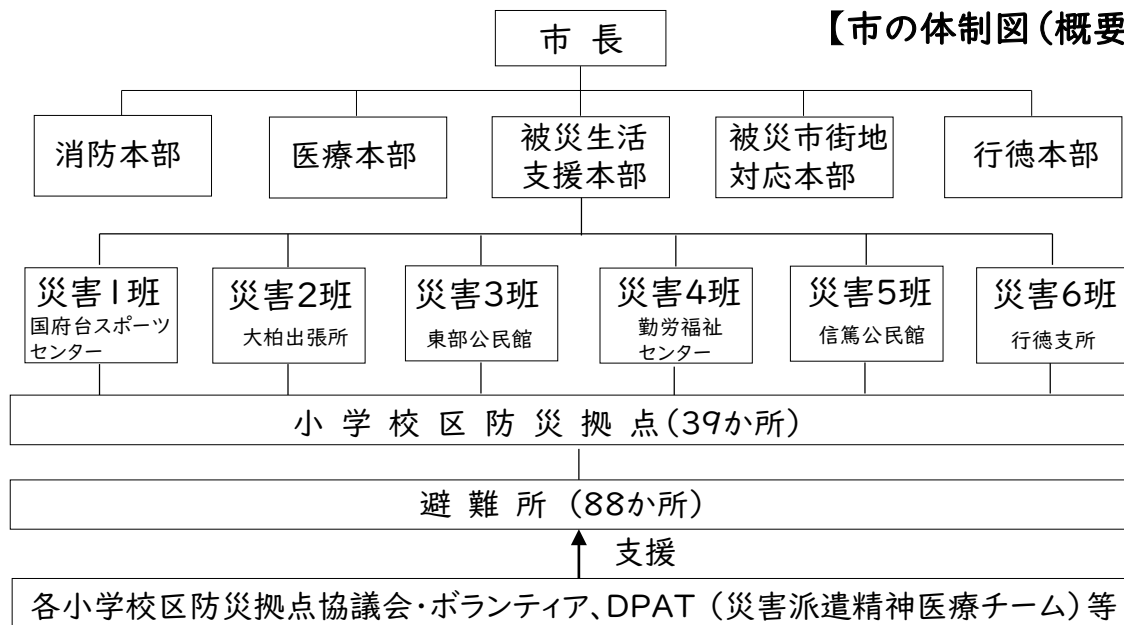 【市の体制図(概要
市 長
消防本部
医療本部
被災生活
支援本部
被災市街地
対応本部
行徳本部
災害1班
国府台スポーツ
センター
災害2班
大柏出張所
災害3班
東部公民館
災害4班
勤労福祉
センター
災害5班
信篤公民館
災害6班
行徳支所
小 学 校 区 防 災 拠 点(39か所)
避 難 所 (88か所)
支援
各小学校区防災拠点協議会・ボランティア、DPAT (災害派遣精神医療チーム)等